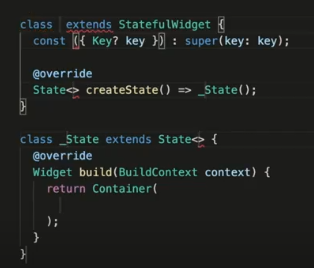 class   extends StatefulWidget {
  const ({ Key? key }) : super(key: key);
  @override
  State<> createState() => _State();
}
class _State extends State<> {
  @override
  Widget build(BuildContext context) {
    return Container(
    );
  }
}